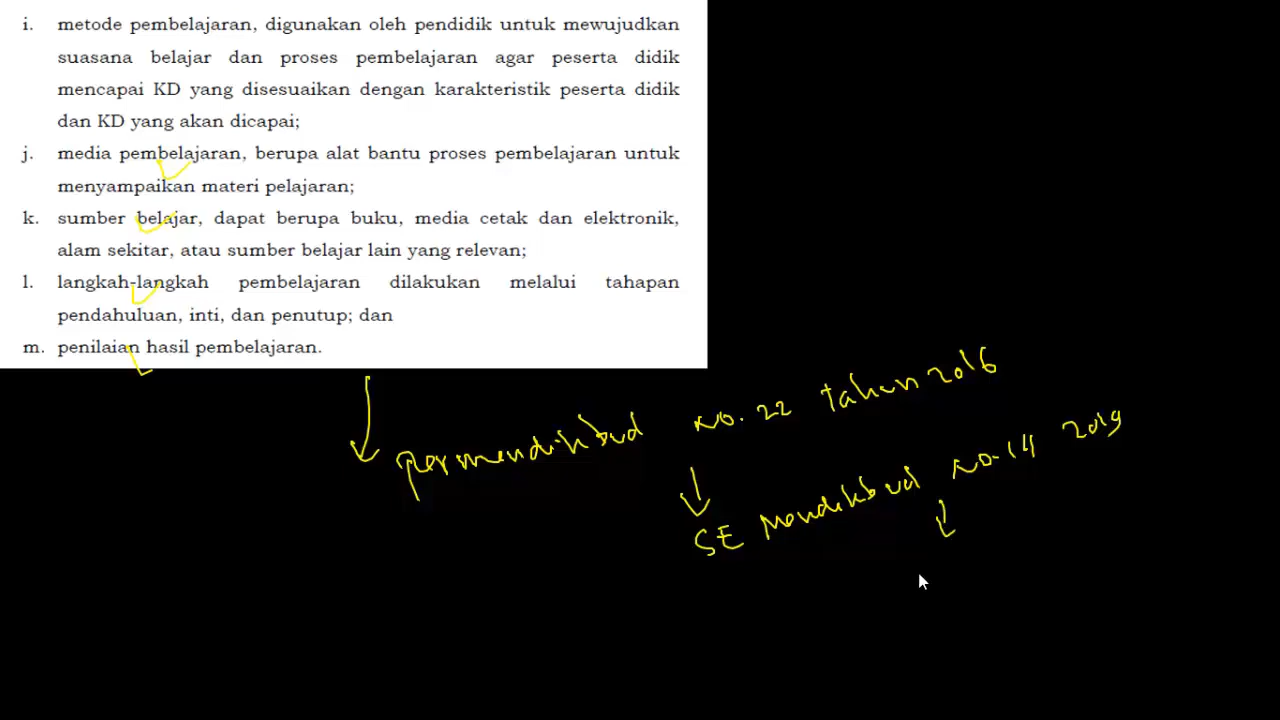 i. metode pembelajaran, digunakan oleh pendidik untuk mewujudkan
suasana belajar dan proses pembelajaran agar peserta didik
mencapai KD yang disesuaikan dengan karakteristik peserta didik
dan KD yang akan dicapai;
j. media pembelajaran, berupa alat bantu proses pembelajaran untuk
menyampaikan materi pelajaran;
k. sumber belajar, dapat berupa buku, media cetak dan elektronik,
alam sekitar, atau sumber belajar lain yang relevan;
l. langkah-langkah pembelajaran dilakukan melalui tahapan
pendahuluan, inti, dan penutup; dan
m. penilaian hasil pembelajaran.
permendikbud no. 22 tahun 2016
SE Mendikbud no-14 2019